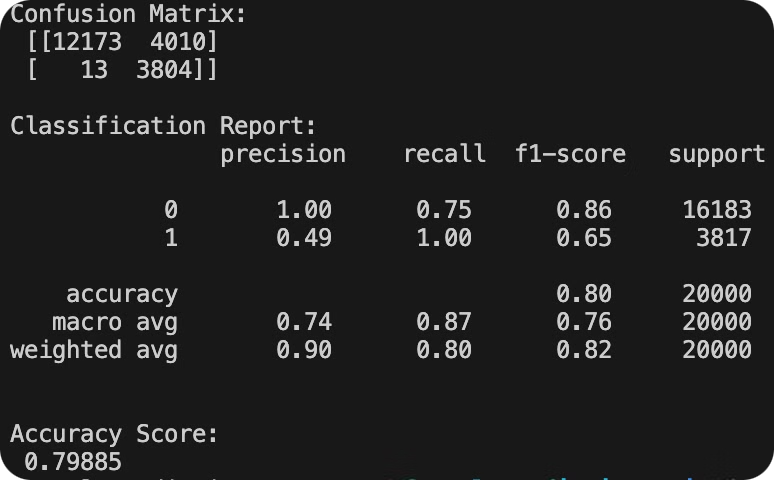 Confusion Matrix:
[[12173 4010]
[ 13 3804]]
Classification Report:
precision recall f1-score support
0 1.00 0.75 0.86 16183
1 0.49 1.00 0.65 3817
accuracy 0.80 20000
macro avg 0.74 0.87 0.76 20000
weighted avg 0.90 0.80 0.82 20000
Accuracy Score:
0.79885